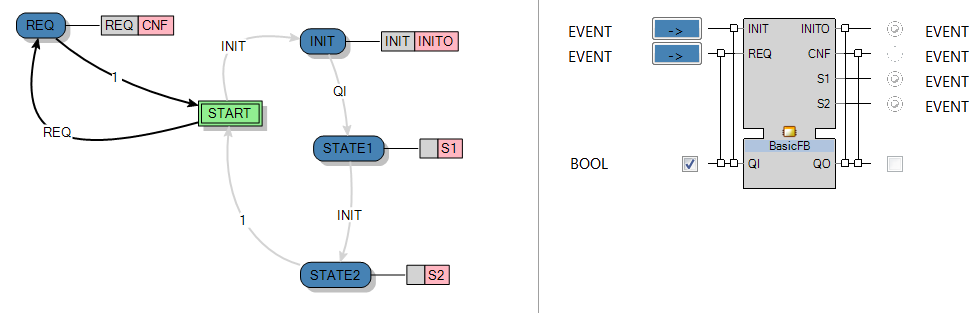 REQ
REQ CNF
INIT
INIT
INIT INITO
1
QI
START
REQ
STATE1
S1
INIT
1
STATE2
S2
EVENT
->
INIT
INITO
EVENT
EVENT
->
REQ
CNF
EVENT
S1
EVENT
S2
EVENT
BasicFB
BOOL
QI
QO